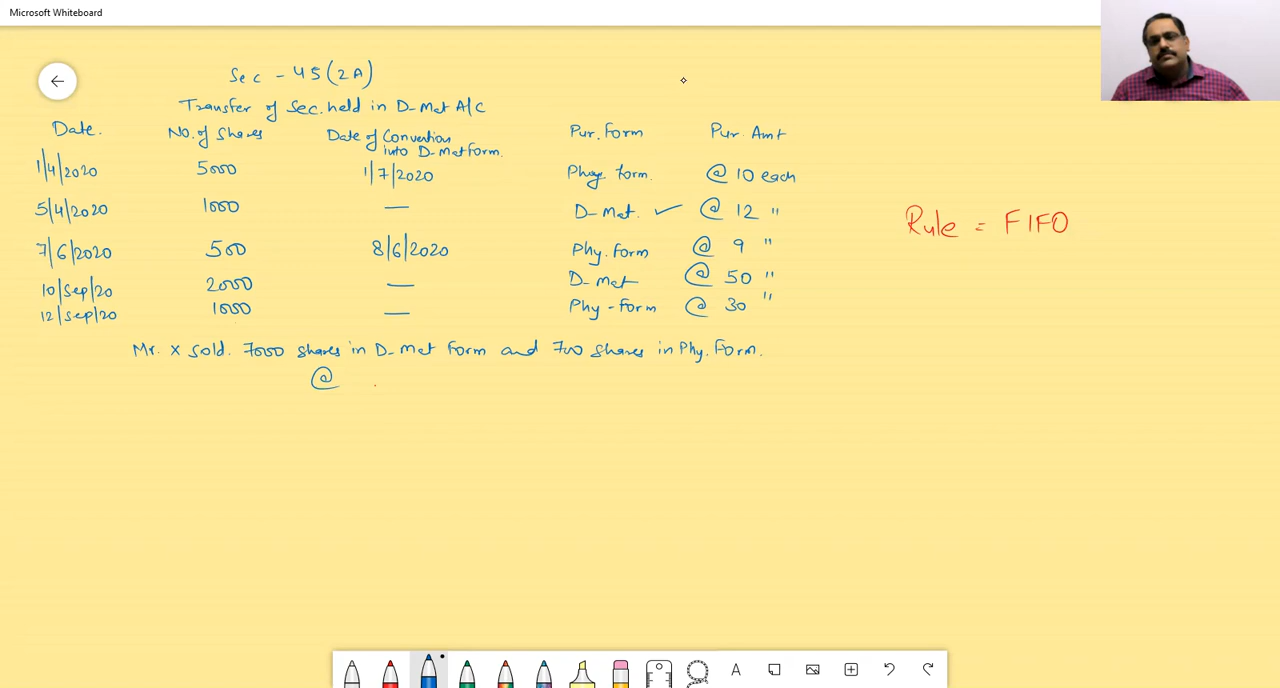 Microsoft Whiteboard
Sec - 45(2A)
Transfer of Sec. held in D-Mat A/c
Date. No. of Shares Date of Convertion into D-Mat form. Pur. Form Pur. Amt
1/4/2020 5000 1/7/2020 Phy. form. @ 10 each
5/4/2020 1000 — D-Mat. ✓ @ 12 "
7/6/2020 500 8/6/2020 Phy. Form @ 9 "
10/Sep/20 2000 — D-Mat @ 50 "
12/Sep/20 1000 — Phy-Form @ 30 "
Rule = FIFO
Mr. X sold. 7000 shares in D-Mat Form and 700 shares in Phy. Form.
@ .
A